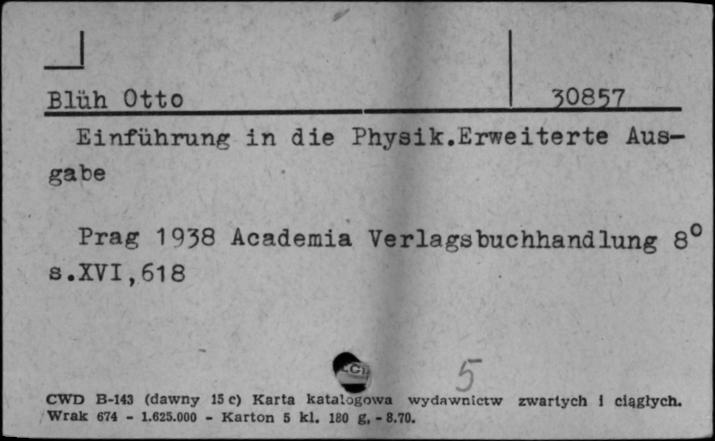 Blüh Otto 30857
Einführung in die Physik.Erweiterte Aus-
gabe
Prag 1938 Academia Verlagsbuchhandlung 8º
s.XVI,618
5
CWD B-143 (dawny 15 c) Karta katalogowa wydawnictw zwartych i ciągłych.
Wrak 674 - 1.625.000 - Karton 5 kl. 180 g, - 8.70.